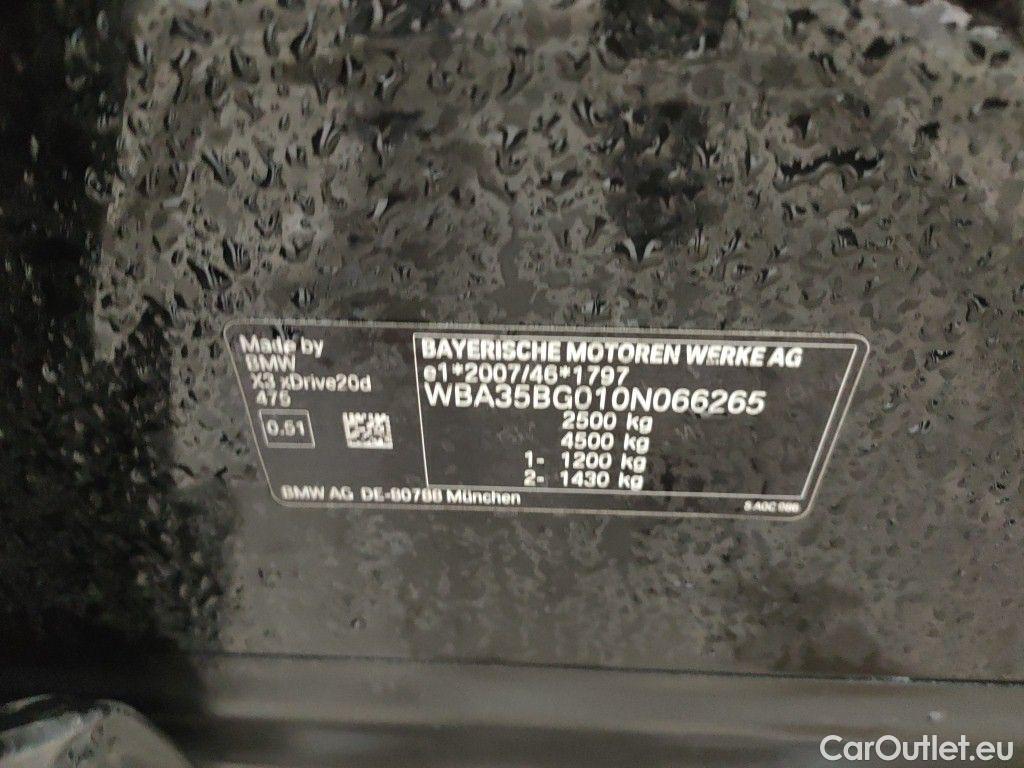 Made by
BMW
X3 xDrive20d
475
0.51
BAYERISCHE MOTOREN WERKE AG
e1*2007/46*1797
WBA35BG010N066265
2500 kg
4500 kg
1- 1200 kg
2- 1430 kg
BMW AG DE-80788 München
CarOutlet.eu